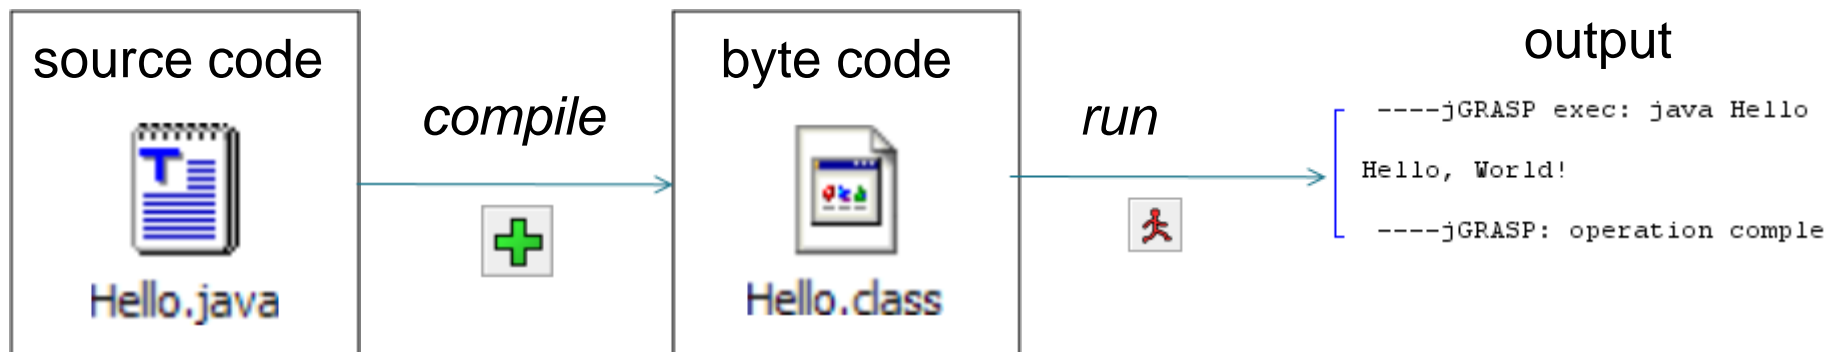 source code
Hello.java
compile
byte code
Hello.class
run
output
----jGRASP exec: java Hello
Hello, World!
----jGRASP: operation comple